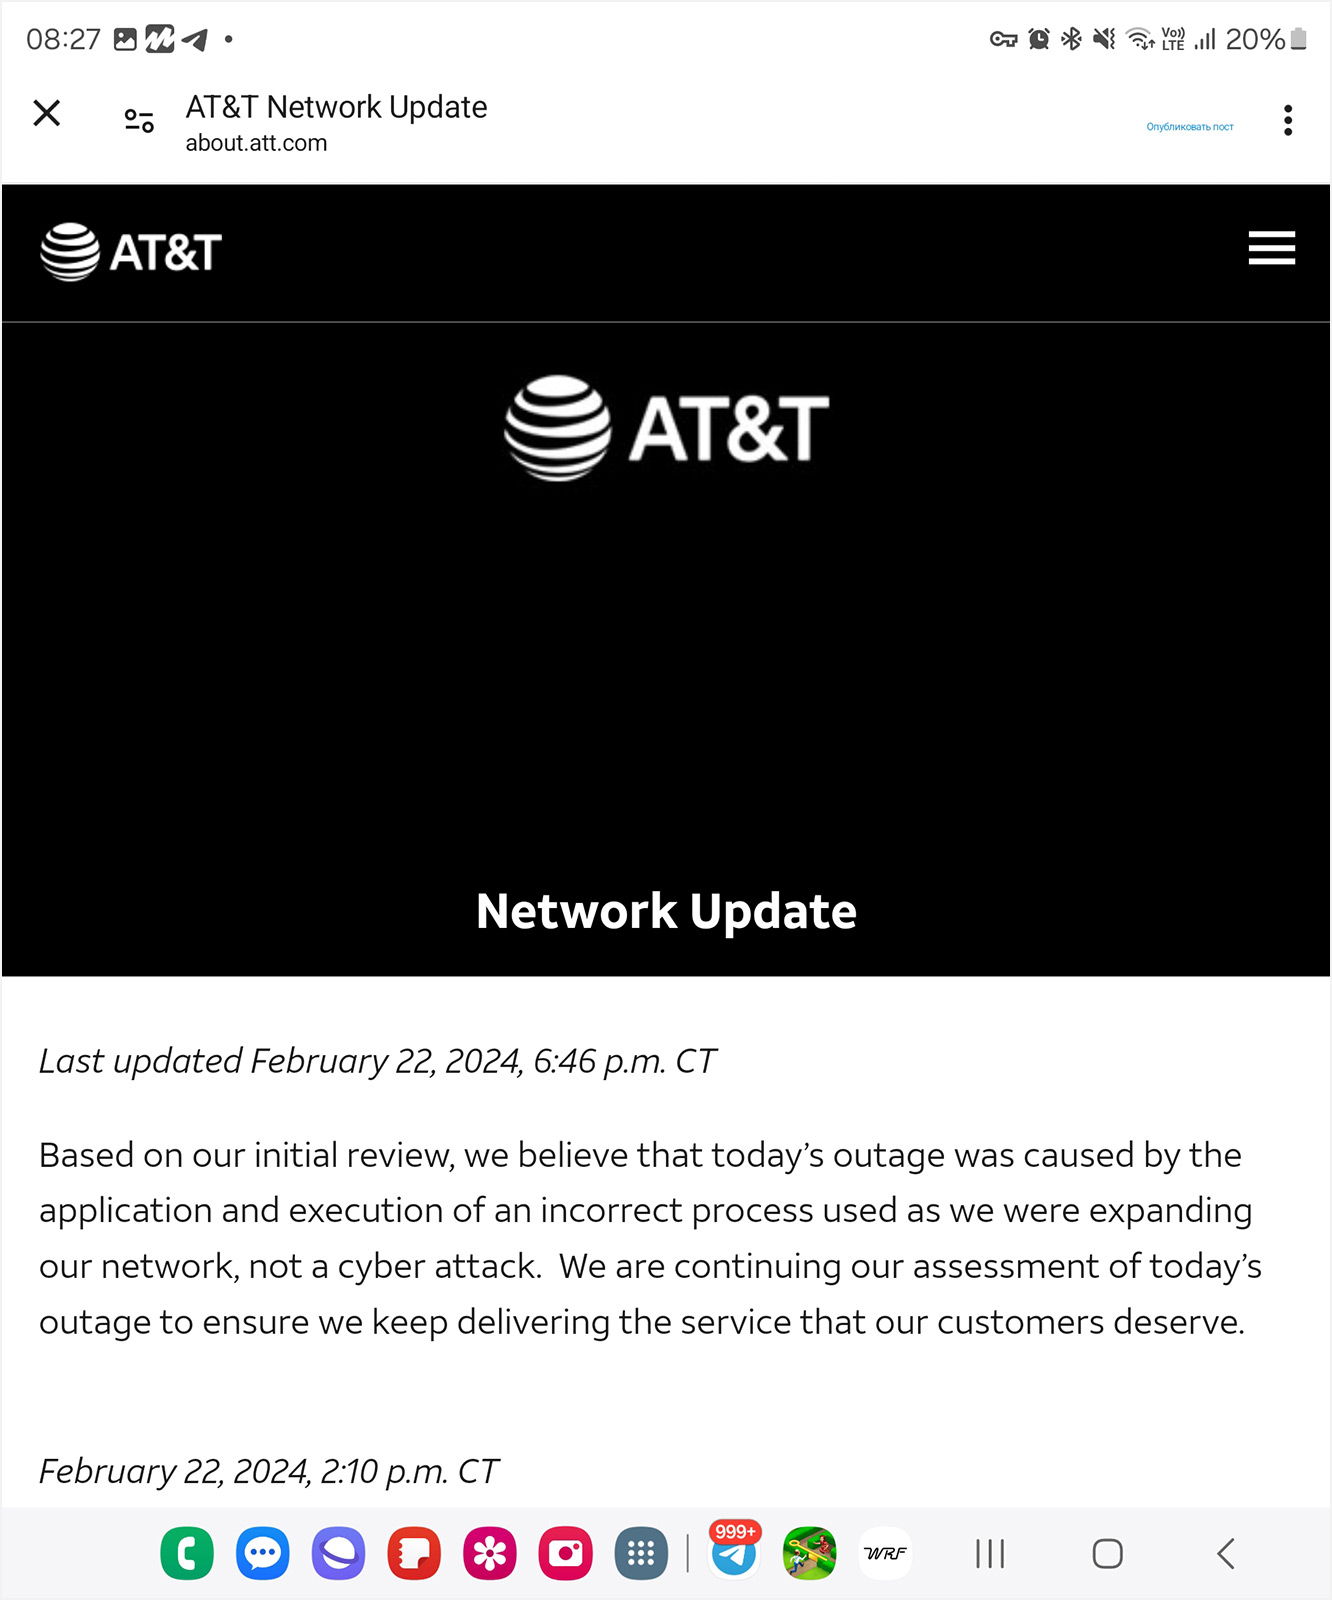 08:27
Vo))
LTE
20%
AT&T Network Update
about.att.com
Опубликовать пост
AT&T
AT&T
Network Update
Last updated February 22, 2024, 6:46 p.m. CT
Based on our initial review, we believe that today’s outage was caused by the
application and execution of an incorrect process used as we were expanding
our network, not a cyber attack.  We are continuing our assessment of today’s
outage to ensure we keep delivering the service that our customers deserve.
February 22, 2024, 2:10 p.m. CT
999+
WRF